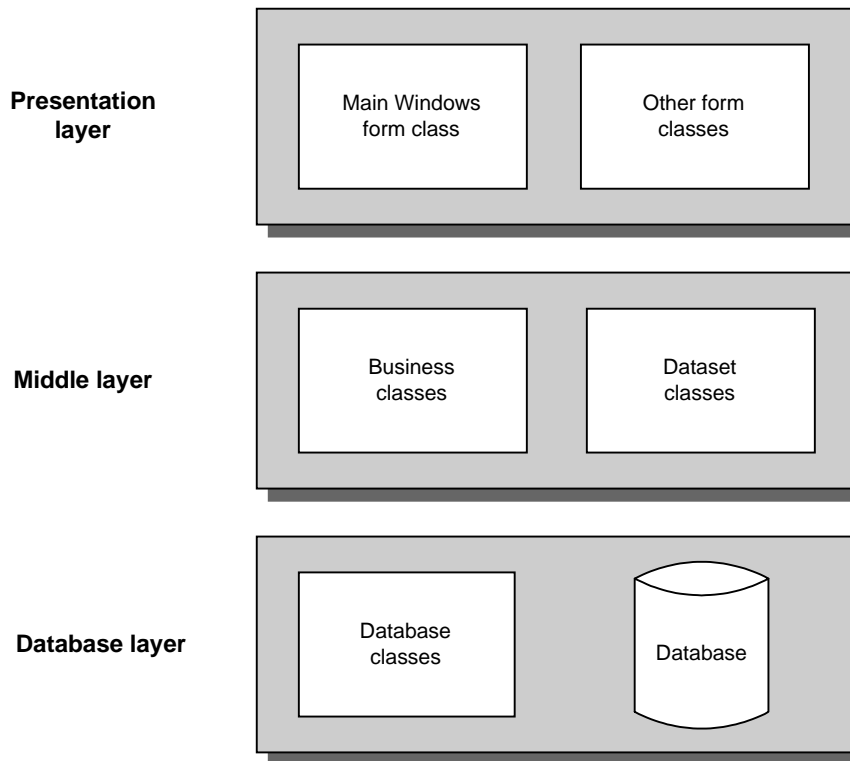 Presentation
layer
Main Windows
form class
Other form
classes
Middle layer
Business
classes
Dataset
classes
Database layer
Database
classes
Database